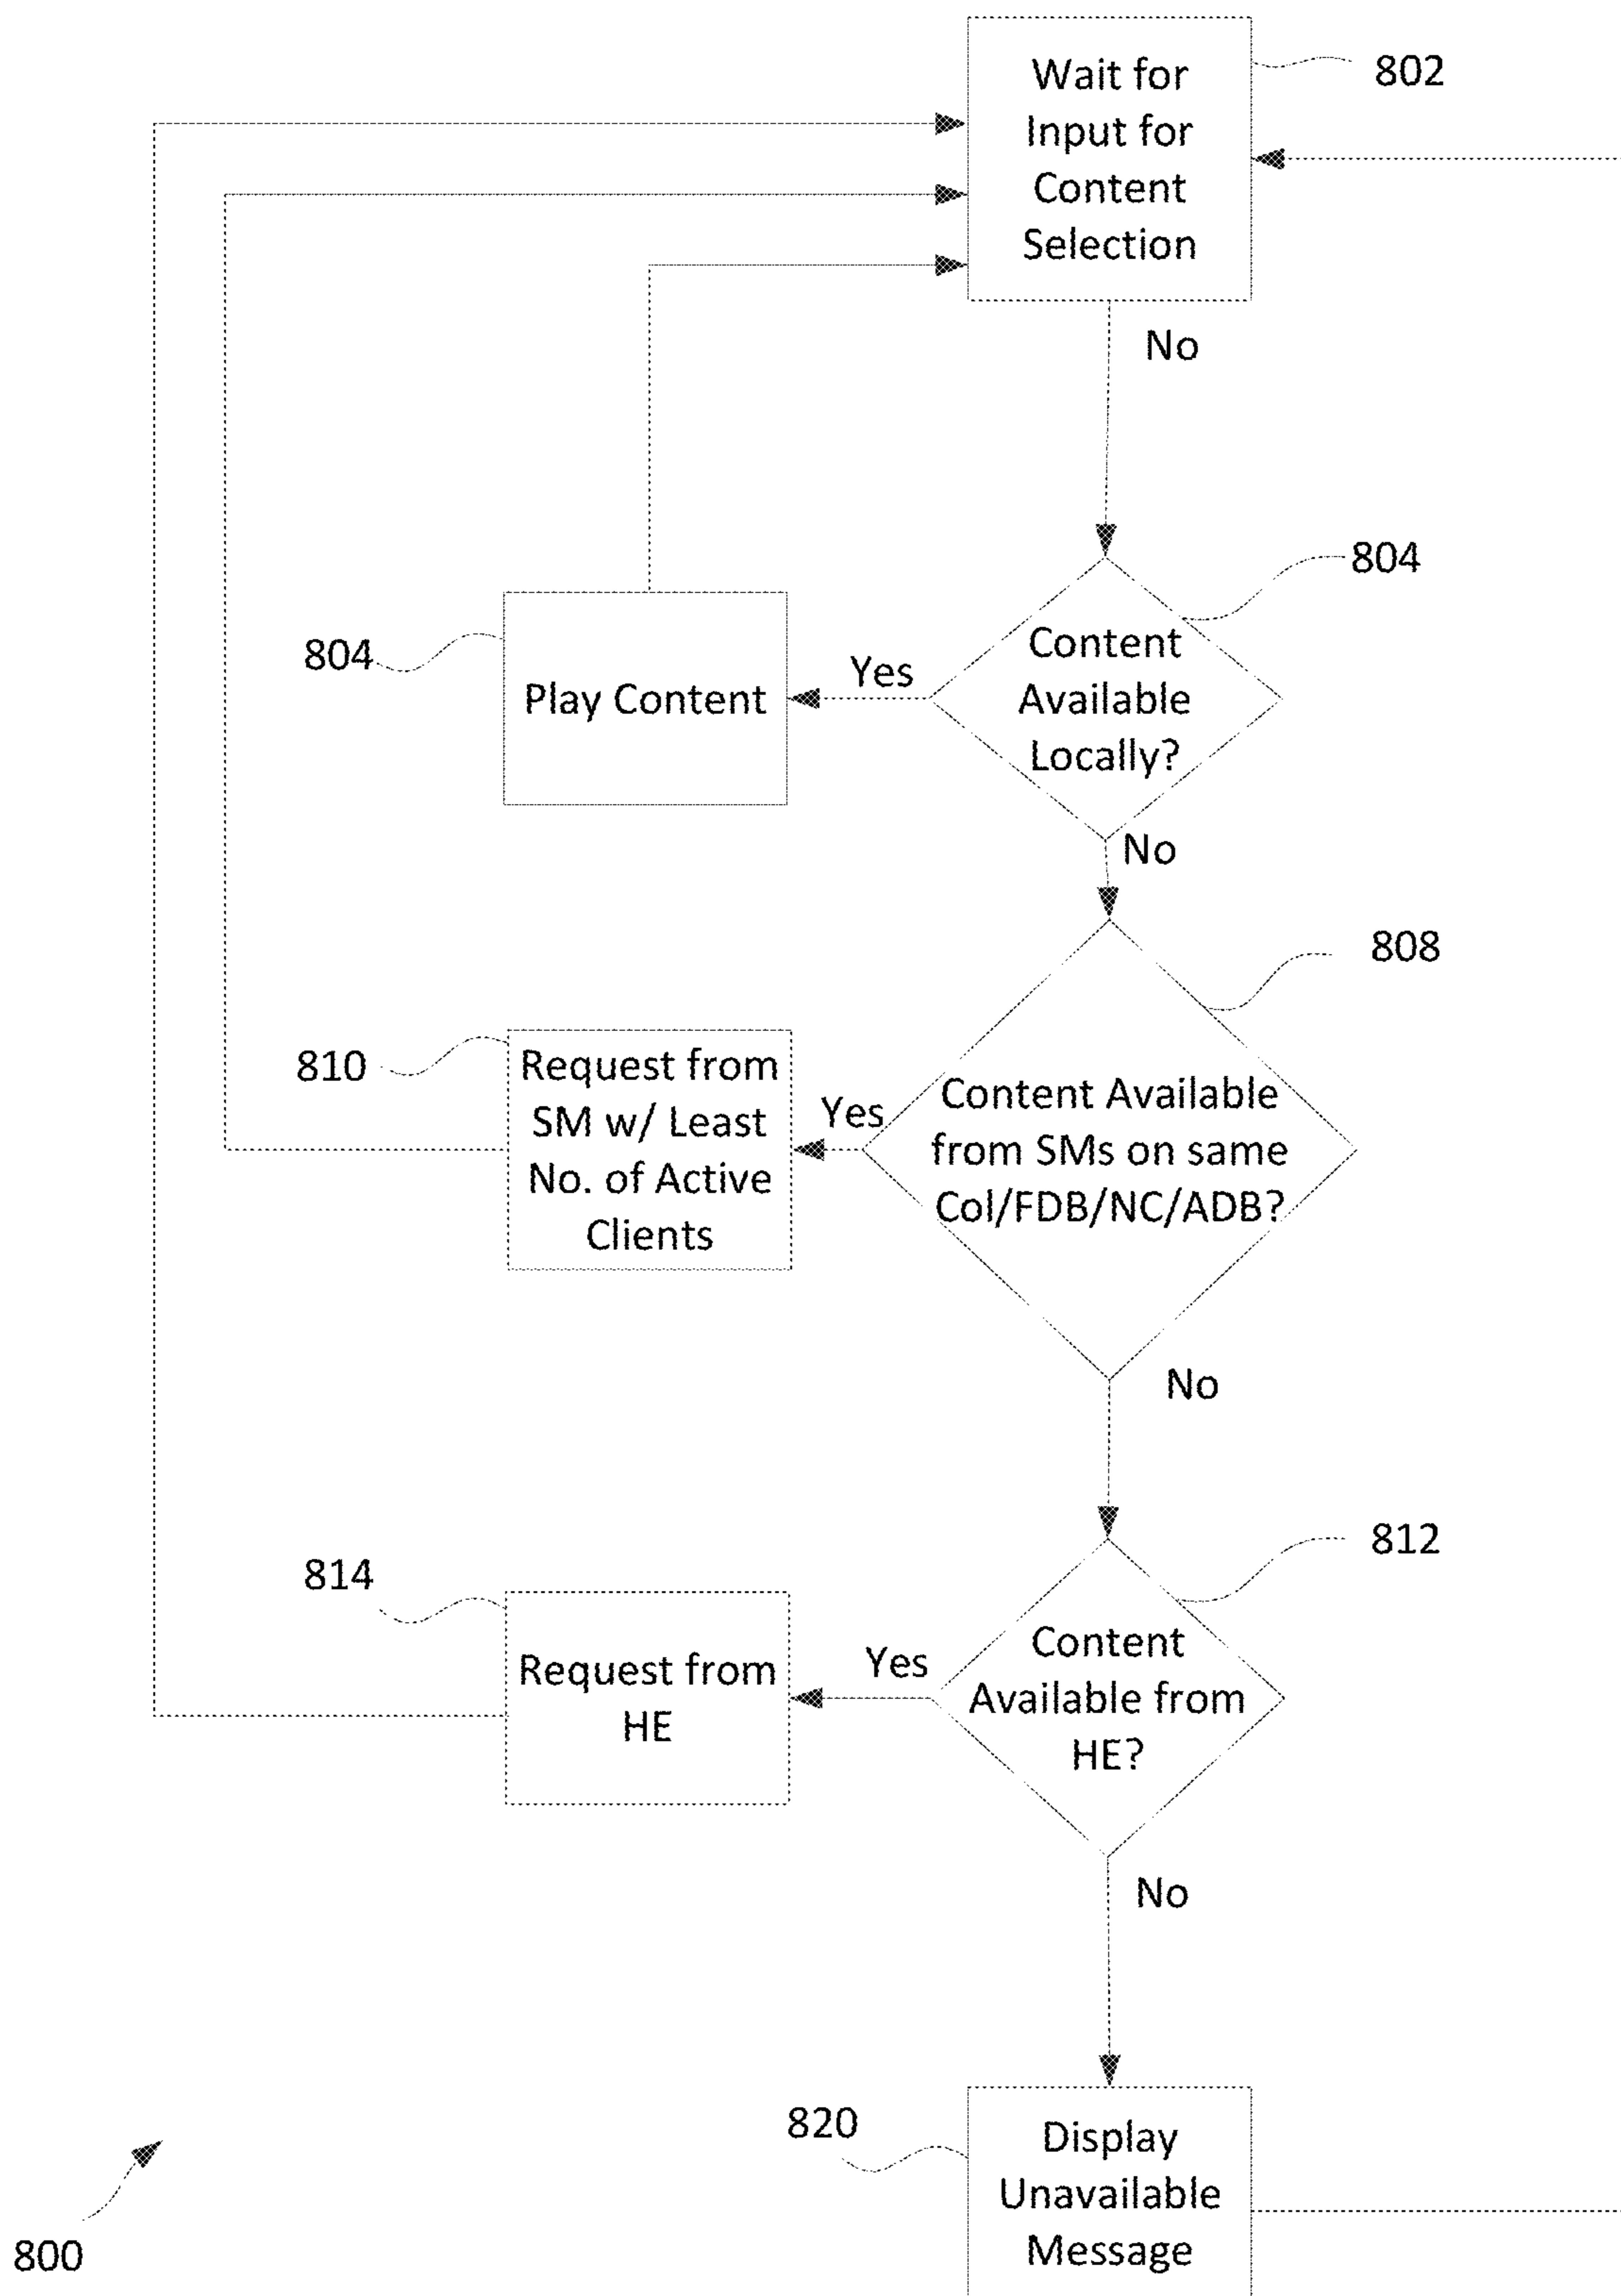 Wait for
Input for
Content
Selection
802
No
804
Content
Available
Locally?
Yes
804
Play Content
No
808
Content Available
from SMs on same
Col/FDB/NC/ADB?
Yes
810
Request from
SM w/ Least
No. of Active
Clients
No
812
Content
Available from
HE?
Yes
814
Request from
HE
No
820
Display
Unavailable
Message
800